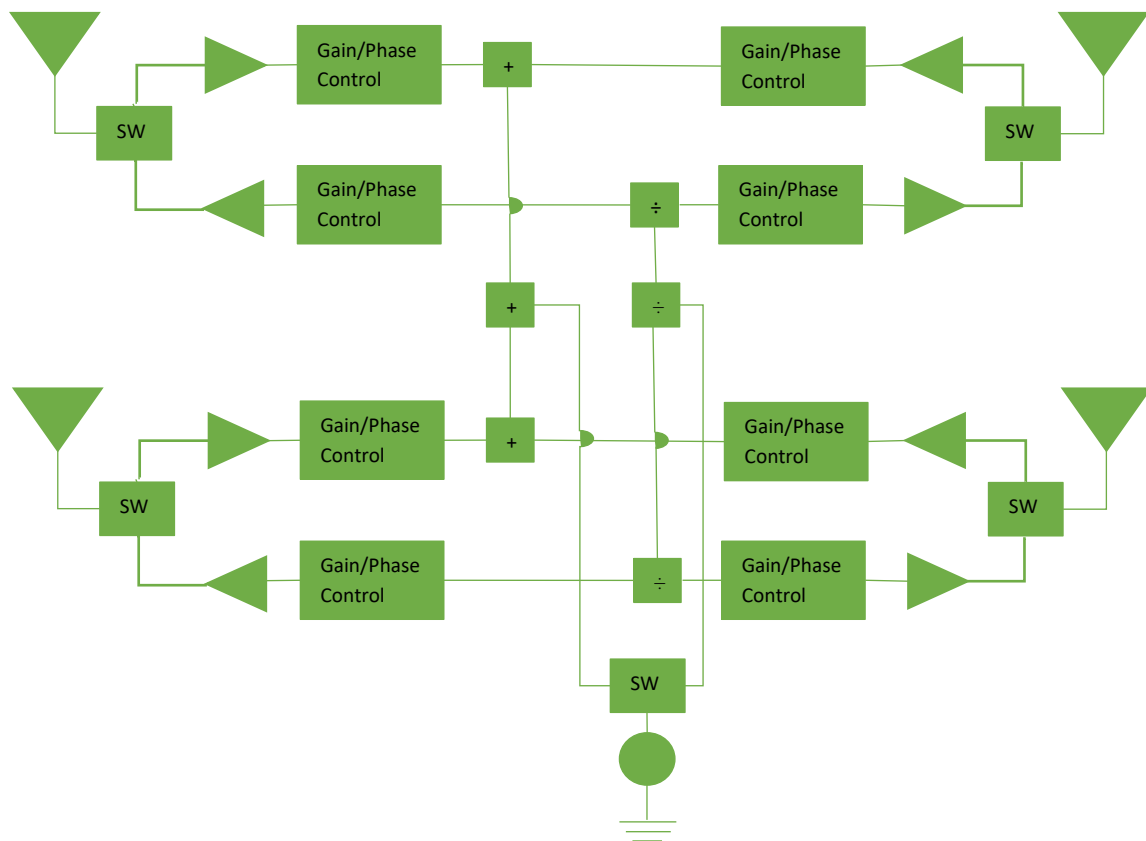 Gain/Phase
Control
+
Gain/Phase
Control
SW
SW
Gain/Phase
Control
÷
Gain/Phase
Control
+
÷
Gain/Phase
Control
+
Gain/Phase
Control
SW
SW
Gain/Phase
Control
÷
Gain/Phase
Control
SW